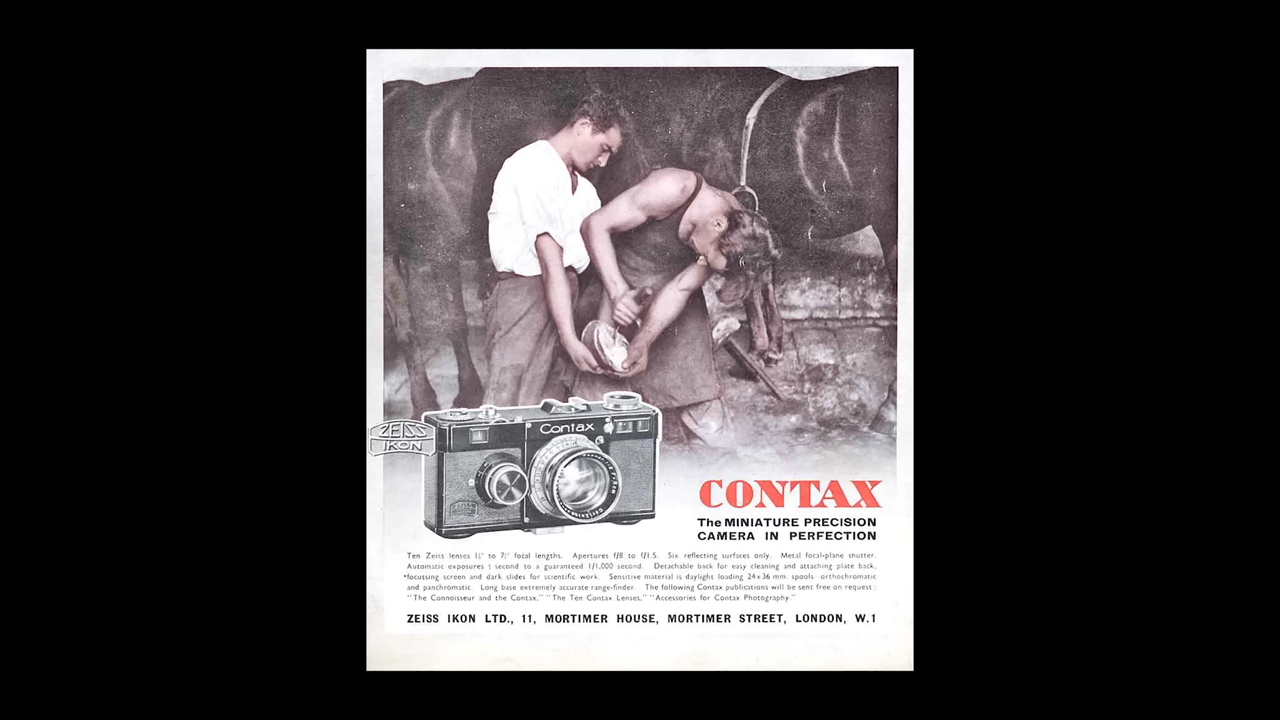 ZEISS
IKON
Contax
CONTAX
The MINIATURE PRECISION
CAMERA IN PERFECTION
Ten Zeiss lenses to focal lengths. Apertures f/8 to f/1.5. Six reflecting surfaces only. Metal focal-plane shutter.
Automatic exposures second to a guaranteed 1/1,000 second. Detachable back for easy cleaning and attaching plate back,
focussing screen and dark slides for scientific work. Sensitive material is daylight loading 24 x 36 mm. spools orthochromatic
and panchromatic. Long base extremely accurate range-finder. The following Contax publications will be sent free on request:
"The Connoisseur and the Contax," "The Ten Contax Lenses," "Accessories for Contax Photography."
ZEISS IKON LTD., 11, MORTIMER HOUSE, MORTIMER STREET, LONDON, W.1